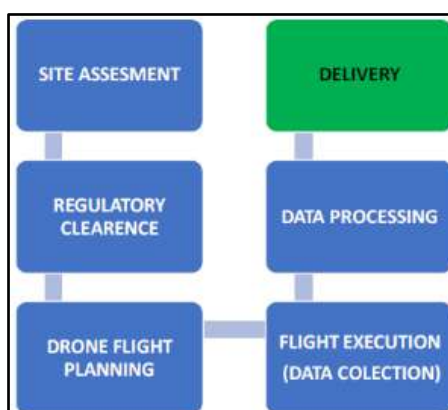 SITE ASSESMENT
REGULATORY
CLEARENCE
DRONE FLIGHT
PLANNING
FLIGHT EXECUTION
(DATA COLECTION)
DATA PROCESSING
DELIVERY